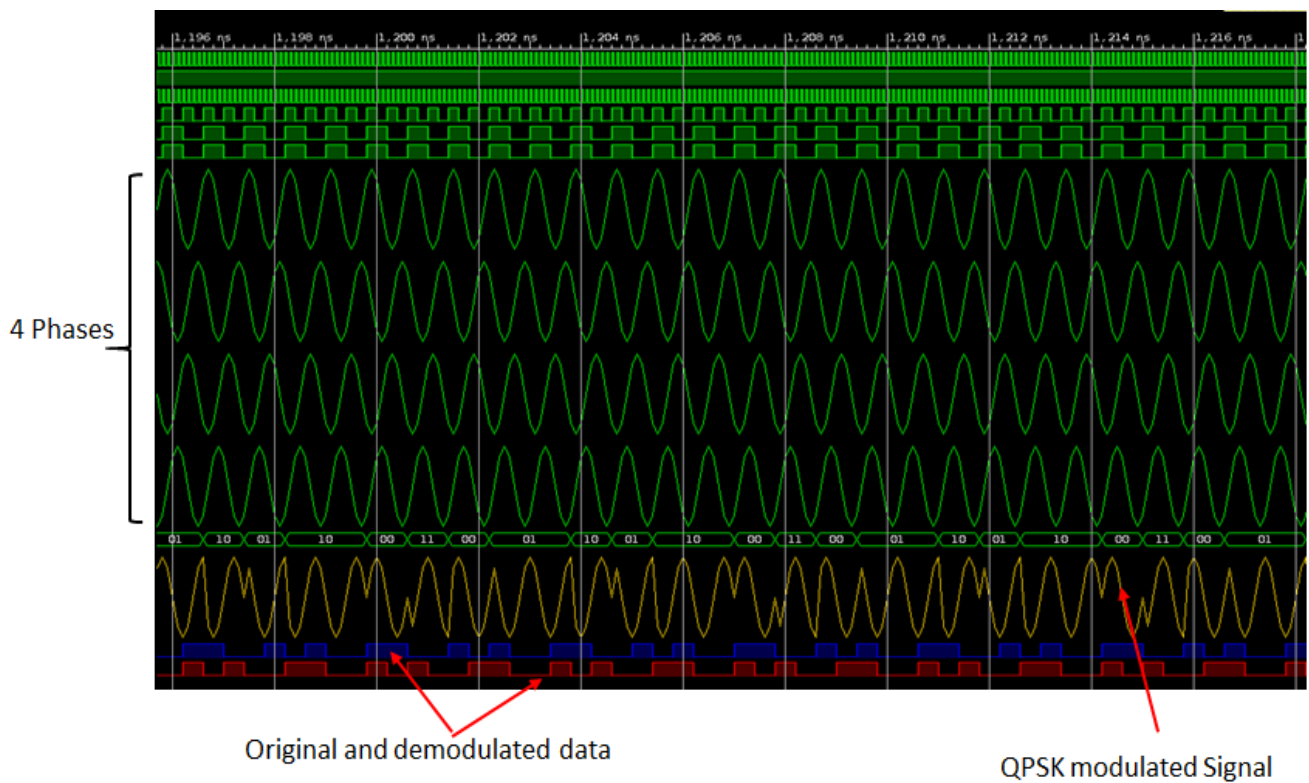 1,196 ns 1,198 ns 1,200 ns 1,202 ns 1,204 ns 1,206 ns 1,208 ns 1,210 ns 1,212 ns 1,214 ns 1,216 ns 1
4 Phases
01 10 01 10 00 11 00 01 10 01 10 00 11 00 01 10 01 10 00 11 00 01
Original and demodulated data
QPSK modulated Signal